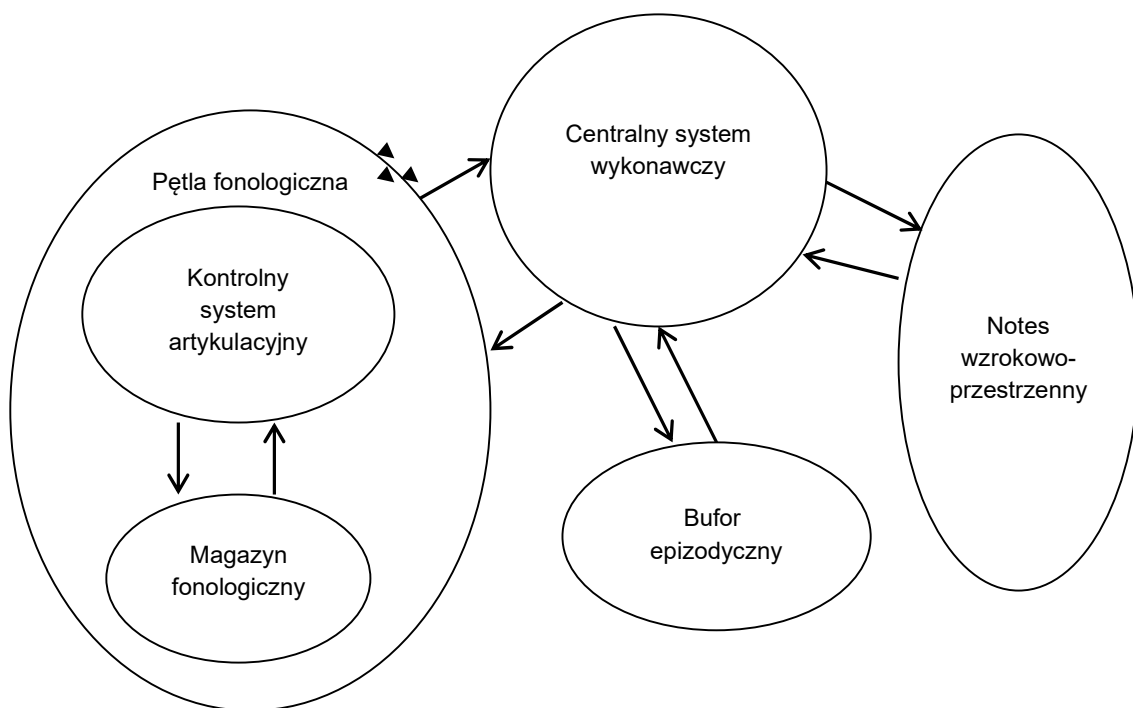 Centralny system
wykonawczy
Pętla fonologiczna
Kontrolny
system
artykulacyjny
Notes
wzrokowo-
przestrzenny
Bufor
epizodyczny
Magazyn
fonologiczny